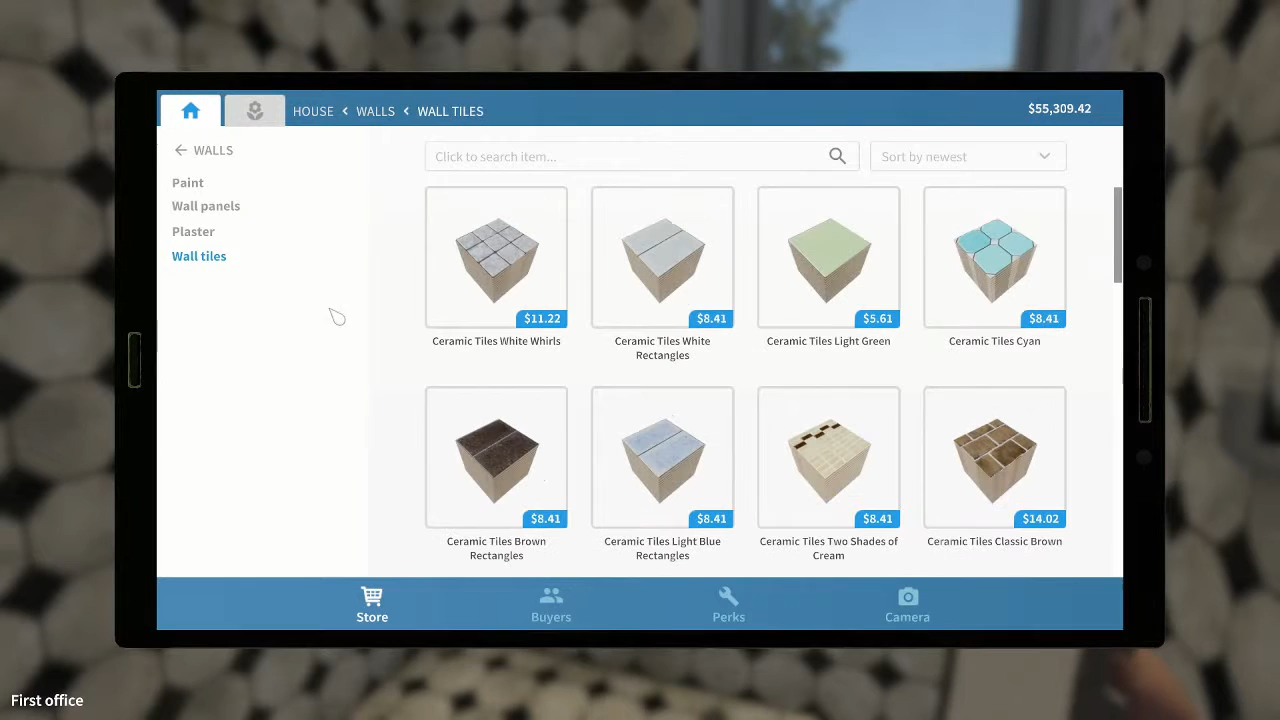 HOUSE < WALLS < WALL TILES
$55,309.42
WALLS
Paint
Wall panels
Plaster
Wall tiles
Click to search item...
Sort by newest
$11.22
$8.41
$5.61
$8.41
Ceramic Tiles White Whirls
Ceramic Tiles White
Rectangles
Ceramic Tiles Light Green
Ceramic Tiles Cyan
$8.41
$8.41
$8.41
$14.02
Ceramic Tiles Brown
Rectangles
Ceramic Tiles Light Blue
Rectangles
Ceramic Tiles Two Shades of
Cream
Ceramic Tiles Classic Brown
Store
Buyers
Perks
Camera
First office